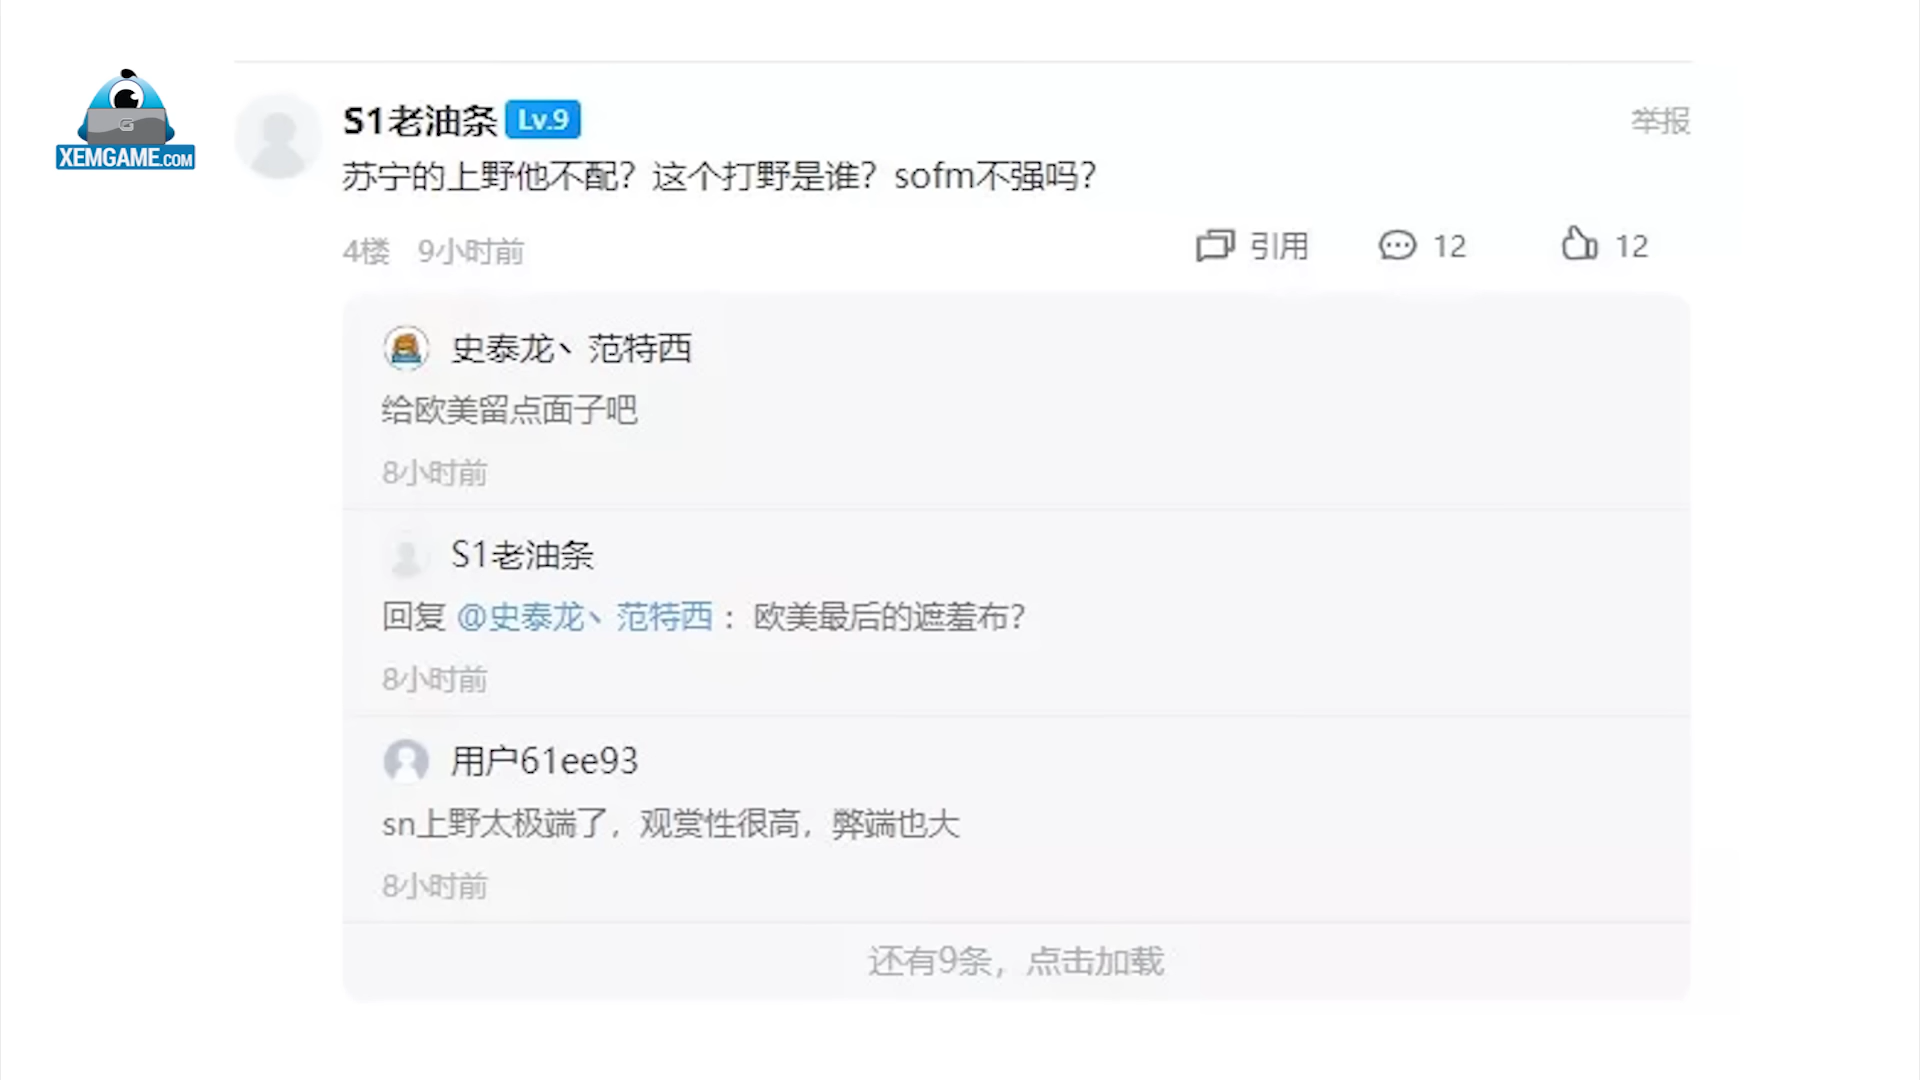 XEMGAME.COM
S1老油条 Lv.9 举报
苏宁的上野他不配？这个打野是谁？sofm不强吗？
4楼 9小时前 引用 12 12
史泰龙丶范特西
给欧美留点面子吧
8小时前
S1老油条
回复 @史泰龙丶范特西 ：欧美最后的遮羞布？
8小时前
用户61ee93
sn上野太极端了，观赏性很高，弊端也大
8小时前
还有9条，点击加载